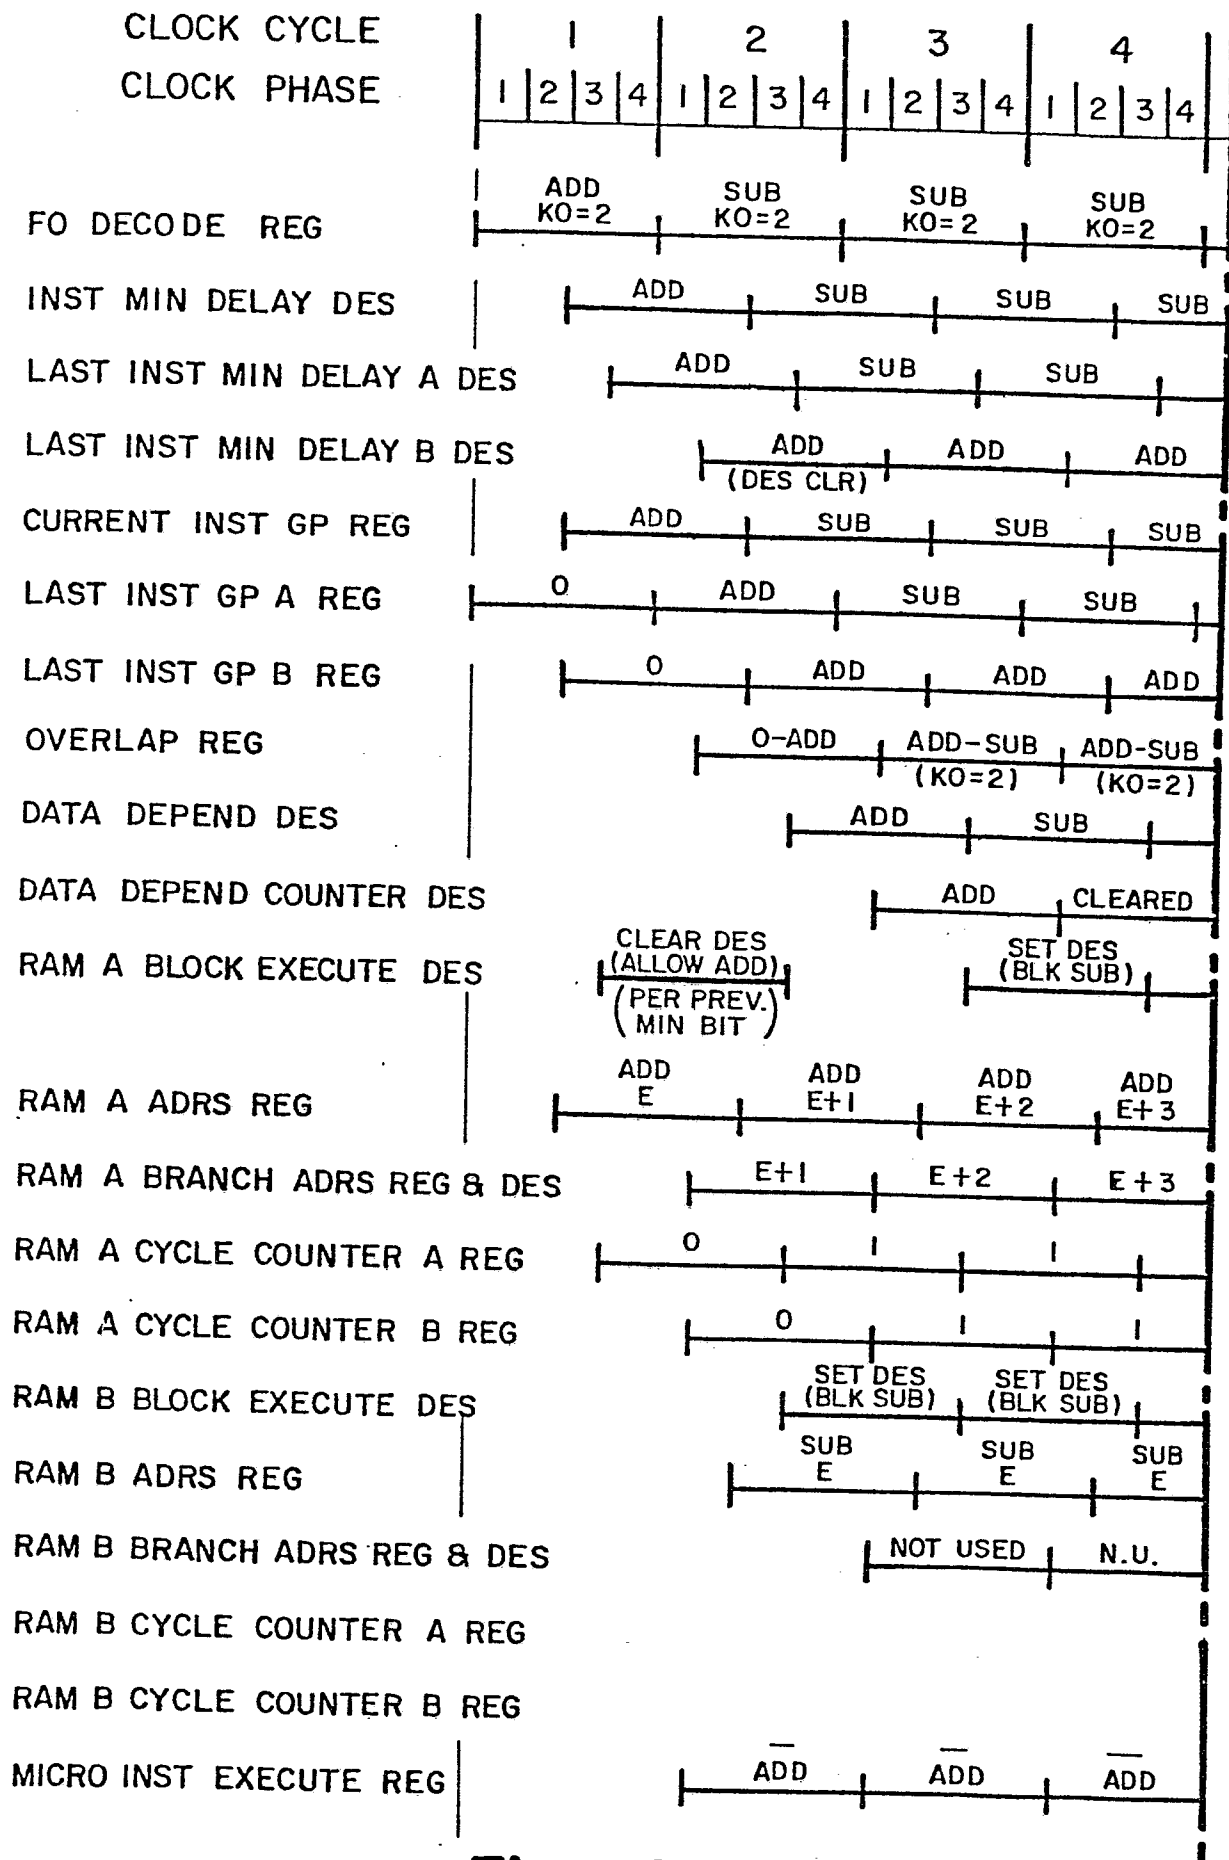 CLOCK CYCLE 1 2 3 4
CLOCK PHASE 1 2 3 4 1 2 3 4 1 2 3 4 1 2 3 4
ADD SUB SUB SUB
FO DECODE REG KO=2 KO=2 KO=2 KO=2
INST MIN DELAY DES ADD SUB SUB SUB
LAST INST MIN DELAY A DES ADD SUB SUB
LAST INST MIN DELAY B DES ADD ADD ADD
(DES CLR)
CURRENT INST GP REG ADD SUB SUB SUB
LAST INST GP A REG 0 ADD SUB SUB
LAST INST GP B REG 0 ADD ADD ADD
OVERLAP REG 0-ADD ADD-SUB ADD-SUB
(KO=2) (KO=2)
DATA DEPEND DES ADD SUB
DATA DEPEND COUNTER DES ADD CLEARED
CLEAR DES SET DES
RAM A BLOCK EXECUTE DES (ALLOW ADD) (BLK SUB)
(PER PREV. MIN BIT)
ADD ADD ADD ADD
RAM A ADRS REG E E+1 E+2 E+3
RAM A BRANCH ADRS REG & DES E+1 E+2 E+3
RAM A CYCLE COUNTER A REG 0 1 1
RAM A CYCLE COUNTER B REG 0 1 1
SET DES SET DES
RAM B BLOCK EXECUTE DES (BLK SUB) (BLK SUB)
SUB SUB SUB
RAM B ADRS REG E E E
RAM B BRANCH ADRS REG & DES NOT USED N.U.
RAM B CYCLE COUNTER A REG
RAM B CYCLE COUNTER B REG
MICRO INST EXECUTE REG A̅D̅D̅ A̅D̅D̅ A̅D̅D̅